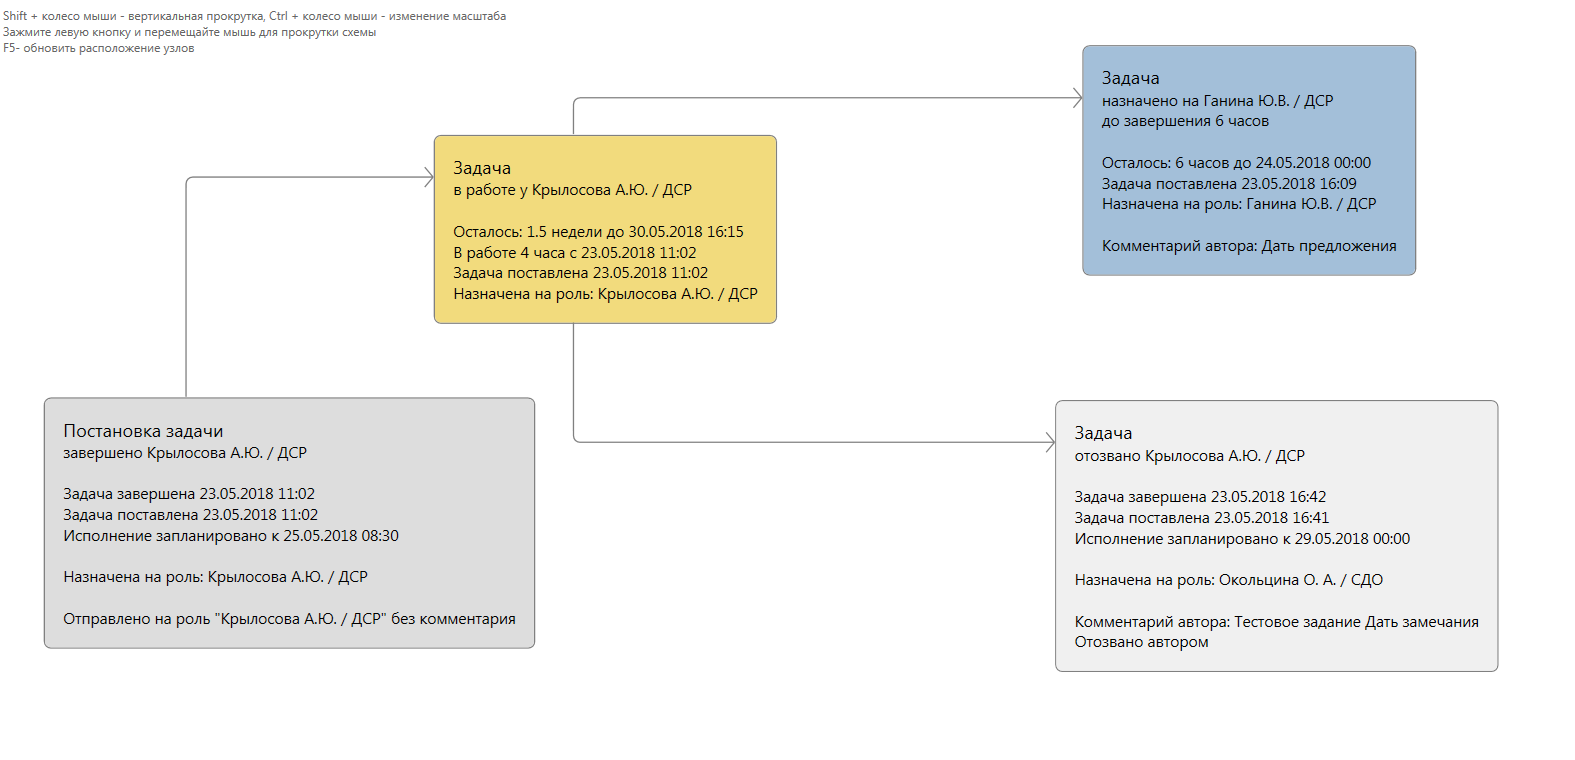 Shift + колесо мыши - вертикальная прокрутка, Ctrl + колесо мыши - изменение масштаба
Зажмите левую кнопку и перемещайте мышь для прокрутки схемы
F5- обновить расположение узлов
Задача
назначено на Ганина Ю.В. / ДСР
до завершения 6 часов
Осталось: 6 часов до 24.05.2018 00:00
Задача поставлена 23.05.2018 16:09
Назначена на роль: Ганина Ю.В. / ДСР
Комментарий автора: Дать предложения
Задача
в работе у Крылосова А.Ю. / ДСР
Осталось: 1.5 недели до 30.05.2018 16:15
В работе 4 часа с 23.05.2018 11:02
Задача поставлена 23.05.2018 11:02
Назначена на роль: Крылосова А.Ю. / ДСР
Постановка задачи
завершено Крылосова А.Ю. / ДСР
Задача завершена 23.05.2018 11:02
Задача поставлена 23.05.2018 11:02
Исполнение запланировано к 25.05.2018 08:30
Назначена на роль: Крылосова А.Ю. / ДСР
Отправлено на роль "Крылосова А.Ю. / ДСР" без комментария
Задача
отозвано Крылосова А.Ю. / ДСР
Задача завершена 23.05.2018 16:42
Задача поставлена 23.05.2018 16:41
Исполнение запланировано к 29.05.2018 00:00
Назначена на роль: Окольцина О. А. / СДО
Комментарий автора: Тестовое задание Дать замечания
Отозвано автором